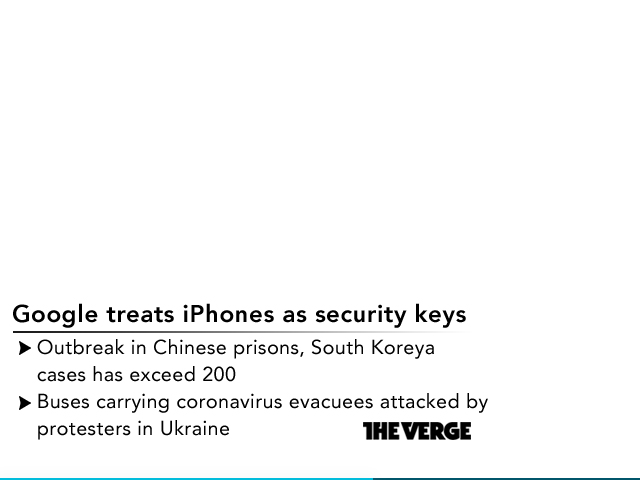 Google treats iPhones as security keys
Outbreak in Chinese prisons, South Koreya
cases has exceed 200
Buses carrying coronavirus evacuees attacked by
protesters in Ukraine
THE VERGE